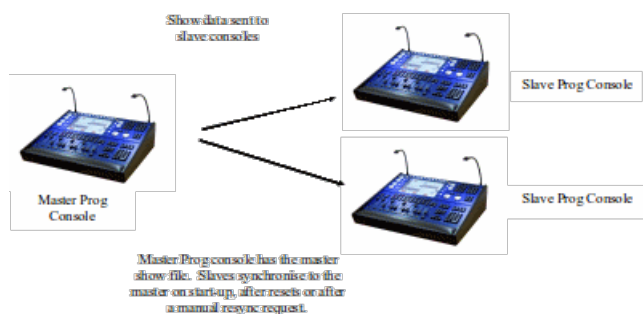 Show data sent to
slave consoles
Slave Prog Console
Master Prog
Console
Slave Prog Console
Master Prog console has the master
show file. Slaves synchronise to the
master on start-up, after resets or after
a manual resync request.